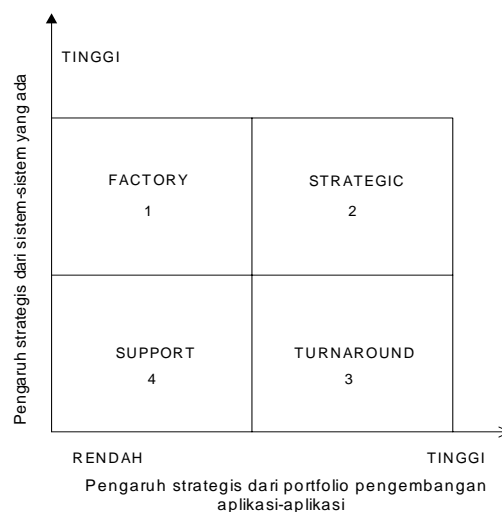 TINGGI
Pengaruh strategis dari sistem-sistem yang ada
FACTORY
1
STRATEGIC
2
SUPPORT
4
TURNAROUND
3
RENDAH
TINGGI
Pengaruh strategis dari portfolio pengembangan
aplikasi-aplikasi